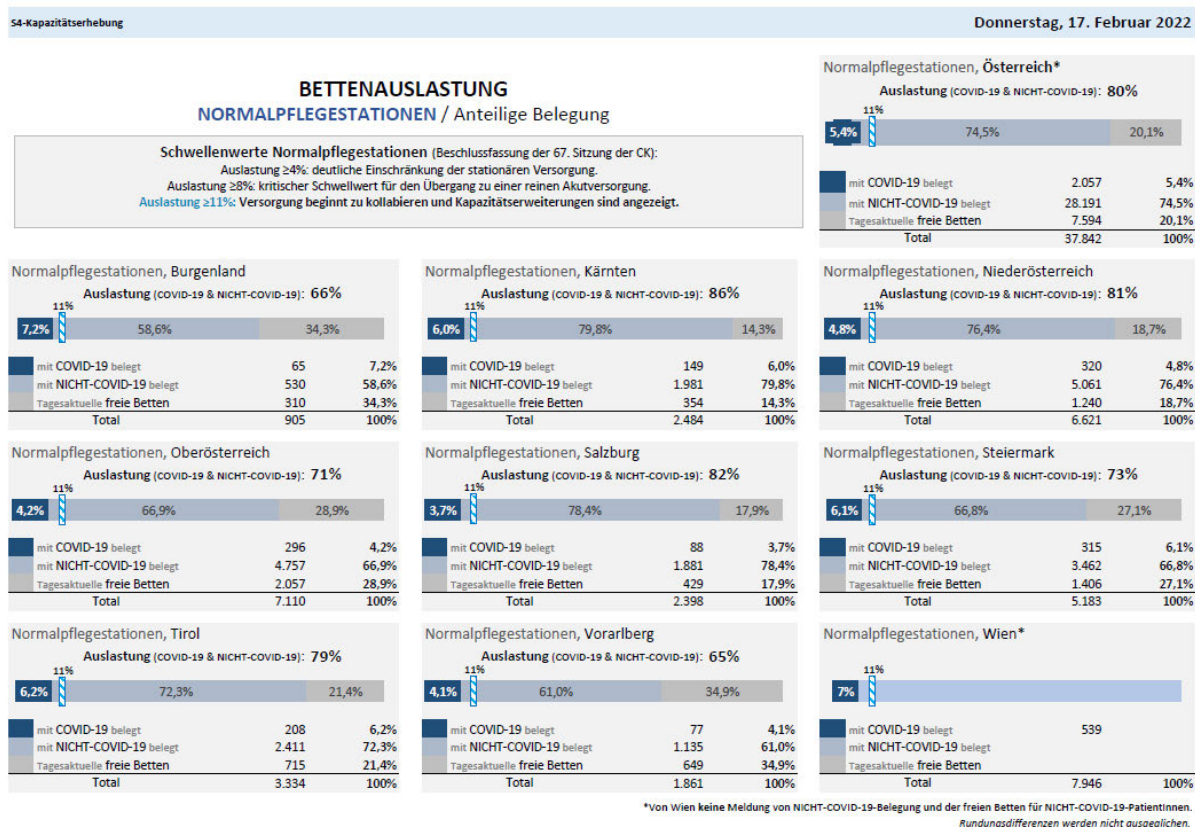 S4-Kapazitätserhebung
Donnerstag, 17. Februar 2022
BETTENAUSLASTUNG
NORMALPFLEGESTATIONEN / Anteilige Belegung
Schwellenwerte Normalpflegestationen (Beschlussfassung der 67. Sitzung der CK):
Auslastung ≥4%: deutliche Einschränkung der stationären Versorgung.
Auslastung ≥8%: kritischer Schwellwert für den Übergang zu einer reinen Akutversorgung.
Auslastung ≥11%: Versorgung beginnt zu kollabieren und Kapazitätserweiterungen sind angezeigt.
Normalpflegestationen, Österreich*
Auslastung (COVID-19 & NICHT-COVID-19): 80%
11%
5,4% 74,5% 20,1%
mit COVID-19 belegt 2.057 5,4%
mit NICHT-COVID-19 belegt 28.191 74,5%
Tagesaktuelle freie Betten 7.594 20,1%
Total 37.842 100%
Normalpflegestationen, Burgenland
Auslastung (COVID-19 & NICHT-COVID-19): 66%
11%
7,2% 58,6% 34,3%
mit COVID-19 belegt 65 7,2%
mit NICHT-COVID-19 belegt 530 58,6%
Tagesaktuelle freie Betten 310 34,3%
Total 905 100%
Normalpflegestationen, Kärnten
Auslastung (COVID-19 & NICHT-COVID-19): 86%
11%
6,0% 79,8% 14,3%
mit COVID-19 belegt 149 6,0%
mit NICHT-COVID-19 belegt 1.981 79,8%
Tagesaktuelle freie Betten 354 14,3%
Total 2.484 100%
Normalpflegestationen, Niederösterreich
Auslastung (COVID-19 & NICHT-COVID-19): 81%
11%
4,8% 76,4% 18,7%
mit COVID-19 belegt 320 4,8%
mit NICHT-COVID-19 belegt 5.061 76,4%
Tagesaktuelle freie Betten 1.240 18,7%
Total 6.621 100%
Normalpflegestationen, Oberösterreich
Auslastung (COVID-19 & NICHT-COVID-19): 71%
11%
4,2% 66,9% 28,9%
mit COVID-19 belegt 296 4,2%
mit NICHT-COVID-19 belegt 4.757 66,9%
Tagesaktuelle freie Betten 2.057 28,9%
Total 7.110 100%
Normalpflegestationen, Salzburg
Auslastung (COVID-19 & NICHT-COVID-19): 82%
11%
3,7% 78,4% 17,9%
mit COVID-19 belegt 88 3,7%
mit NICHT-COVID-19 belegt 1.881 78,4%
Tagesaktuelle freie Betten 429 17,9%
Total 2.398 100%
Normalpflegestationen, Steiermark
Auslastung (COVID-19 & NICHT-COVID-19): 73%
11%
6,1% 66,8% 27,1%
mit COVID-19 belegt 315 6,1%
mit NICHT-COVID-19 belegt 3.462 66,8%
Tagesaktuelle freie Betten 1.406 27,1%
Total 5.183 100%
Normalpflegestationen, Tirol
Auslastung (COVID-19 & NICHT-COVID-19): 79%
11%
6,2% 72,3% 21,4%
mit COVID-19 belegt 208 6,2%
mit NICHT-COVID-19 belegt 2.411 72,3%
Tagesaktuelle freie Betten 715 21,4%
Total 3.334 100%
Normalpflegestationen, Vorarlberg
Auslastung (COVID-19 & NICHT-COVID-19): 65%
11%
4,1% 61,0% 34,9%
mit COVID-19 belegt 77 4,1%
mit NICHT-COVID-19 belegt 1.135 61,0%
Tagesaktuelle freie Betten 649 34,9%
Total 1.861 100%
Normalpflegestationen, Wien*
11%
7%
mit COVID-19 belegt 539
mit NICHT-COVID-19 belegt
Tagesaktuelle freie Betten
Total 7.946 100%
*Von Wien keine Meldung von NICHT-COVID-19-Belegung und der freien Betten für NICHT-COVID-19-PatientInnen.
Rundungsdifferenzen werden nicht ausgeglichen.